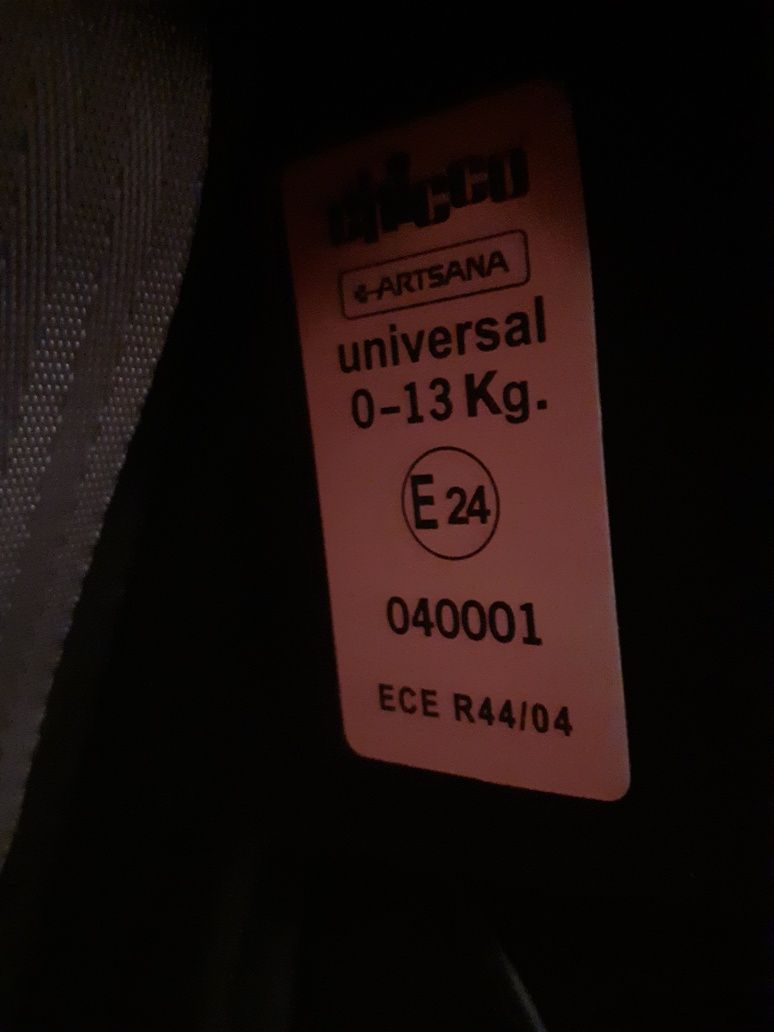 chicco
ARTSANA
universal
0-13 Kg.
E 24
040001
ECE R44/04